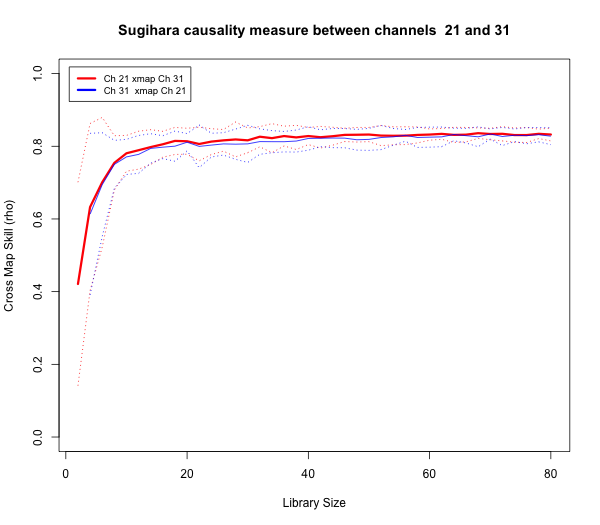 Sugihara causality measure between channels  21 and 31
Ch 21 xmap Ch 31
Ch 31  xmap Ch 21
Cross Map Skill (rho)
1.0
0.8
0.6
0.4
0.2
0.0
0 20 40 60 80
Library Size